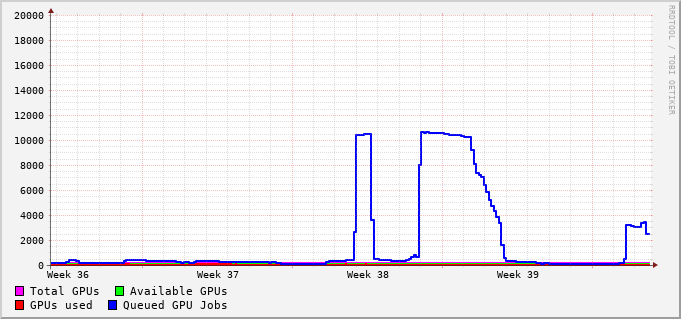 20000
18000
16000
14000
12000
10000
8000
6000
4000
2000
0
Week 36 Week 37 Week 38 Week 39
Total GPUs Available GPUs
GPUs used Queued GPU Jobs
RRDTOOL / TOBI OETIKER